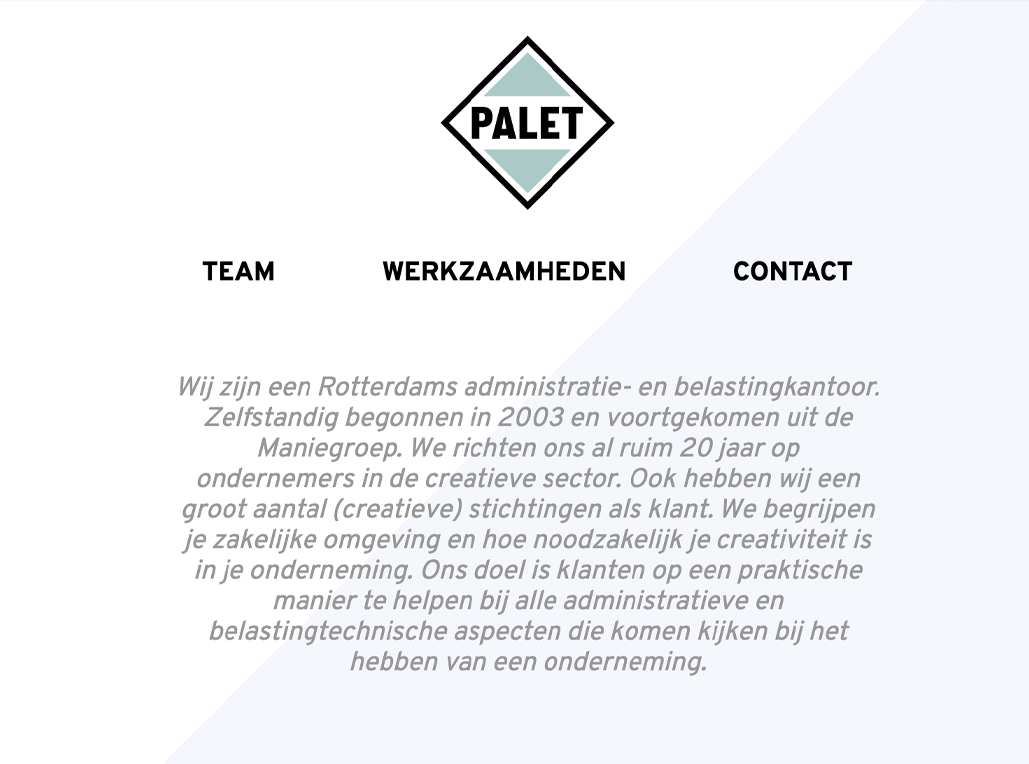 PALET
TEAM WERKZAAMHEDEN CONTACT
Wij zijn een Rotterdams administratie- en belastingkantoor.
Zelfstandig begonnen in 2003 en voortgekomen uit de
Maniegroep. We richten ons al ruim 20 jaar op
ondernemers in de creatieve sector. Ook hebben wij een
groot aantal (creatieve) stichtingen als klant. We begrijpen
je zakelijke omgeving en hoe noodzakelijk je creativiteit is
in je onderneming. Ons doel is klanten op een praktische
manier te helpen bij alle administratieve en
belastingtechnische aspecten die komen kijken bij het
hebben van een onderneming.